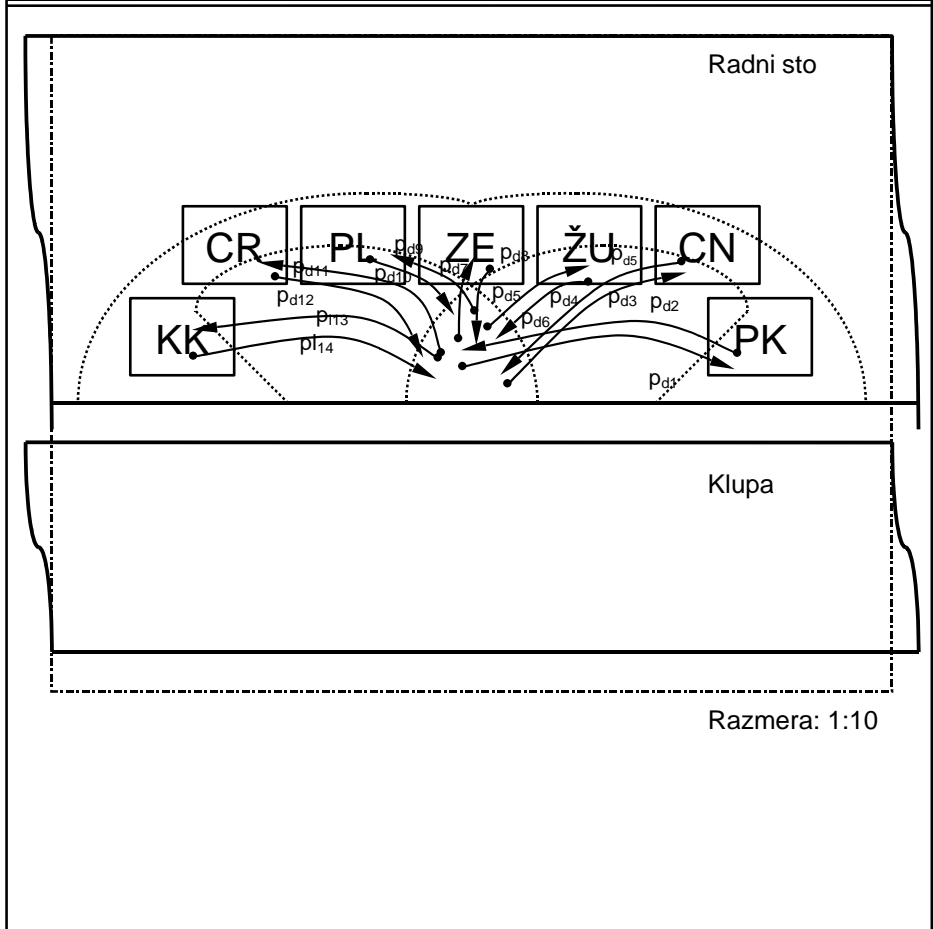 Radni sto
CR PL ZE ŽU CN
pd9 pd7 pd8 pd5
pd11 pd10 pd5 pd4 pd3 pd2
pd12 pl13 pd6
KK pl14 PK
pd1
Klupa
Razmera: 1:10